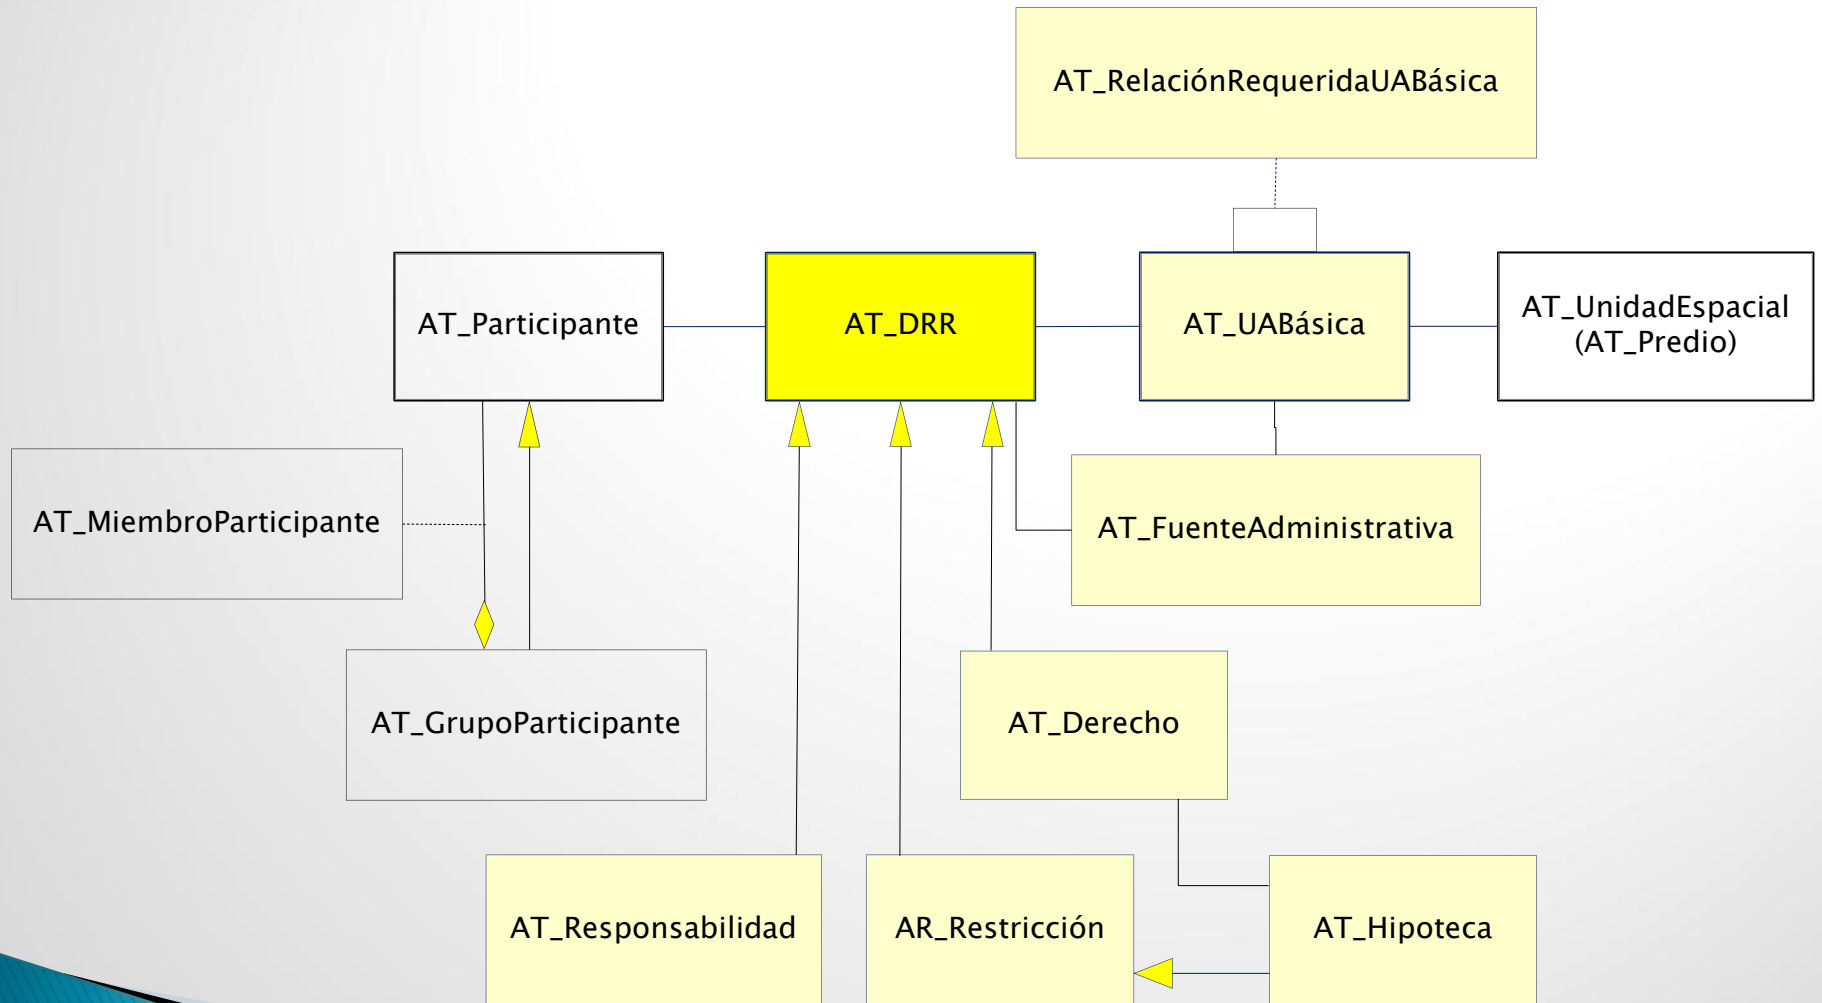 AT_RelaciónRequeridaUABásica
AT_Participante
AT_DRR
AT_UABásica
AT_UnidadEspacial
(AT_Predio)
AT_MiembroParticipante
AT_FuenteAdministrativa
AT_GrupoParticipante
AT_Derecho
AT_Responsabilidad
AR_Restricción
AT_Hipoteca